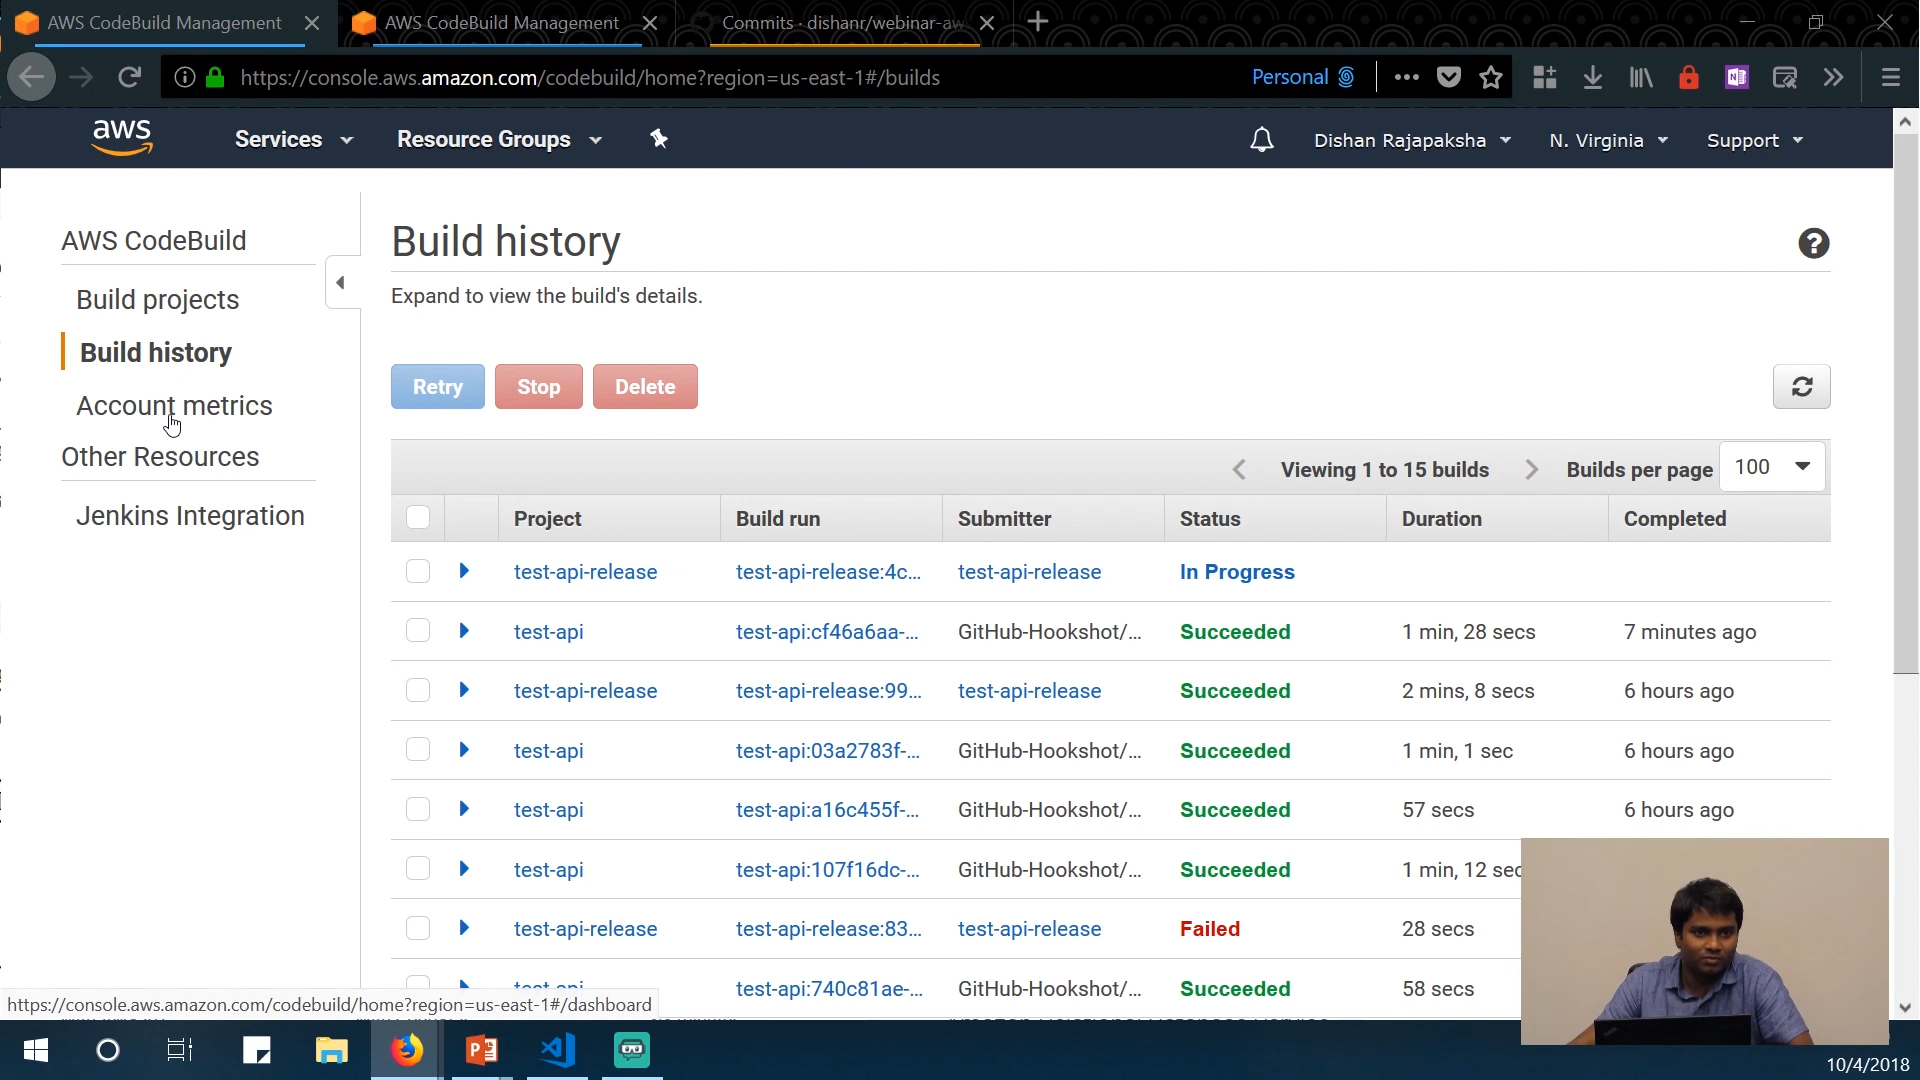 AWS CodeBuild Management
AWS CodeBuild Management
Commits · dishanr/webinar-aw
https://console.aws.amazon.com/codebuild/home?region=us-east-1#/builds
Personal
aws
Services
Resource Groups
Dishan Rajapaksha
N. Virginia
Support
AWS CodeBuild
Build projects
Build history
Account metrics
Other Resources
Jenkins Integration
Build history
Expand to view the build's details.
Retry Stop Delete
Viewing 1 to 15 builds Builds per page 100
Project Build run Submitter Status Duration Completed
test-api-release test-api-release:4c... test-api-release In Progress
test-api test-api:cf46a6aa-... GitHub-Hookshot/... Succeeded 1 min, 28 secs 7 minutes ago
test-api-release test-api-release:99... test-api-release Succeeded 2 mins, 8 secs 6 hours ago
test-api test-api:03a2783f-... GitHub-Hookshot/... Succeeded 1 min, 1 sec 6 hours ago
test-api test-api:a16c455f-... GitHub-Hookshot/... Succeeded 57 secs 6 hours ago
test-api test-api:107f16dc-... GitHub-Hookshot/... Succeeded 1 min, 12 sec
test-api-release test-api-release:83... test-api-release Failed 28 secs
test-api:740c81ae-... GitHub-Hookshot/... Succeeded 58 secs
https://console.aws.amazon.com/codebuild/home?region=us-east-1#/dashboard
10/4/2018